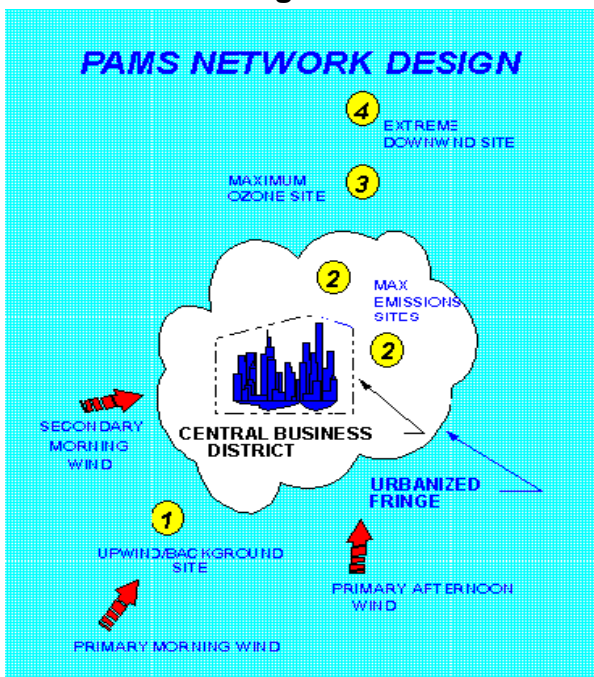 PAMS NETWORK DESIGN
4
EXTREME
DOWNWIND SITE
MAXIMUM
OZONE SITE
3
2
MAX
EMISSIONS
SITES
2
SECONDARY
MORNING
WIND
CENTRAL BUSINESS
DISTRICT
URBANIZED
FRINGE
1
UPWIND/BACKGROUND
SITE
PRIMARY AFTERNOON
WIND
PRIMARY MORNING WIND